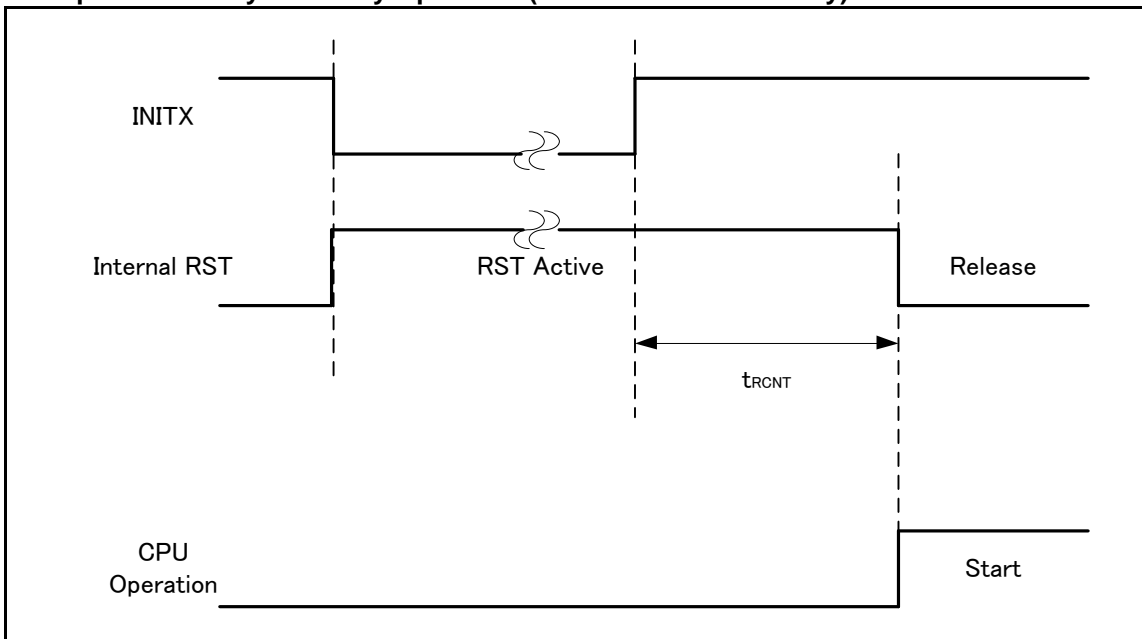 INITX
Internal RST
RST Active
Release
tRCNT
CPU
Operation
Start